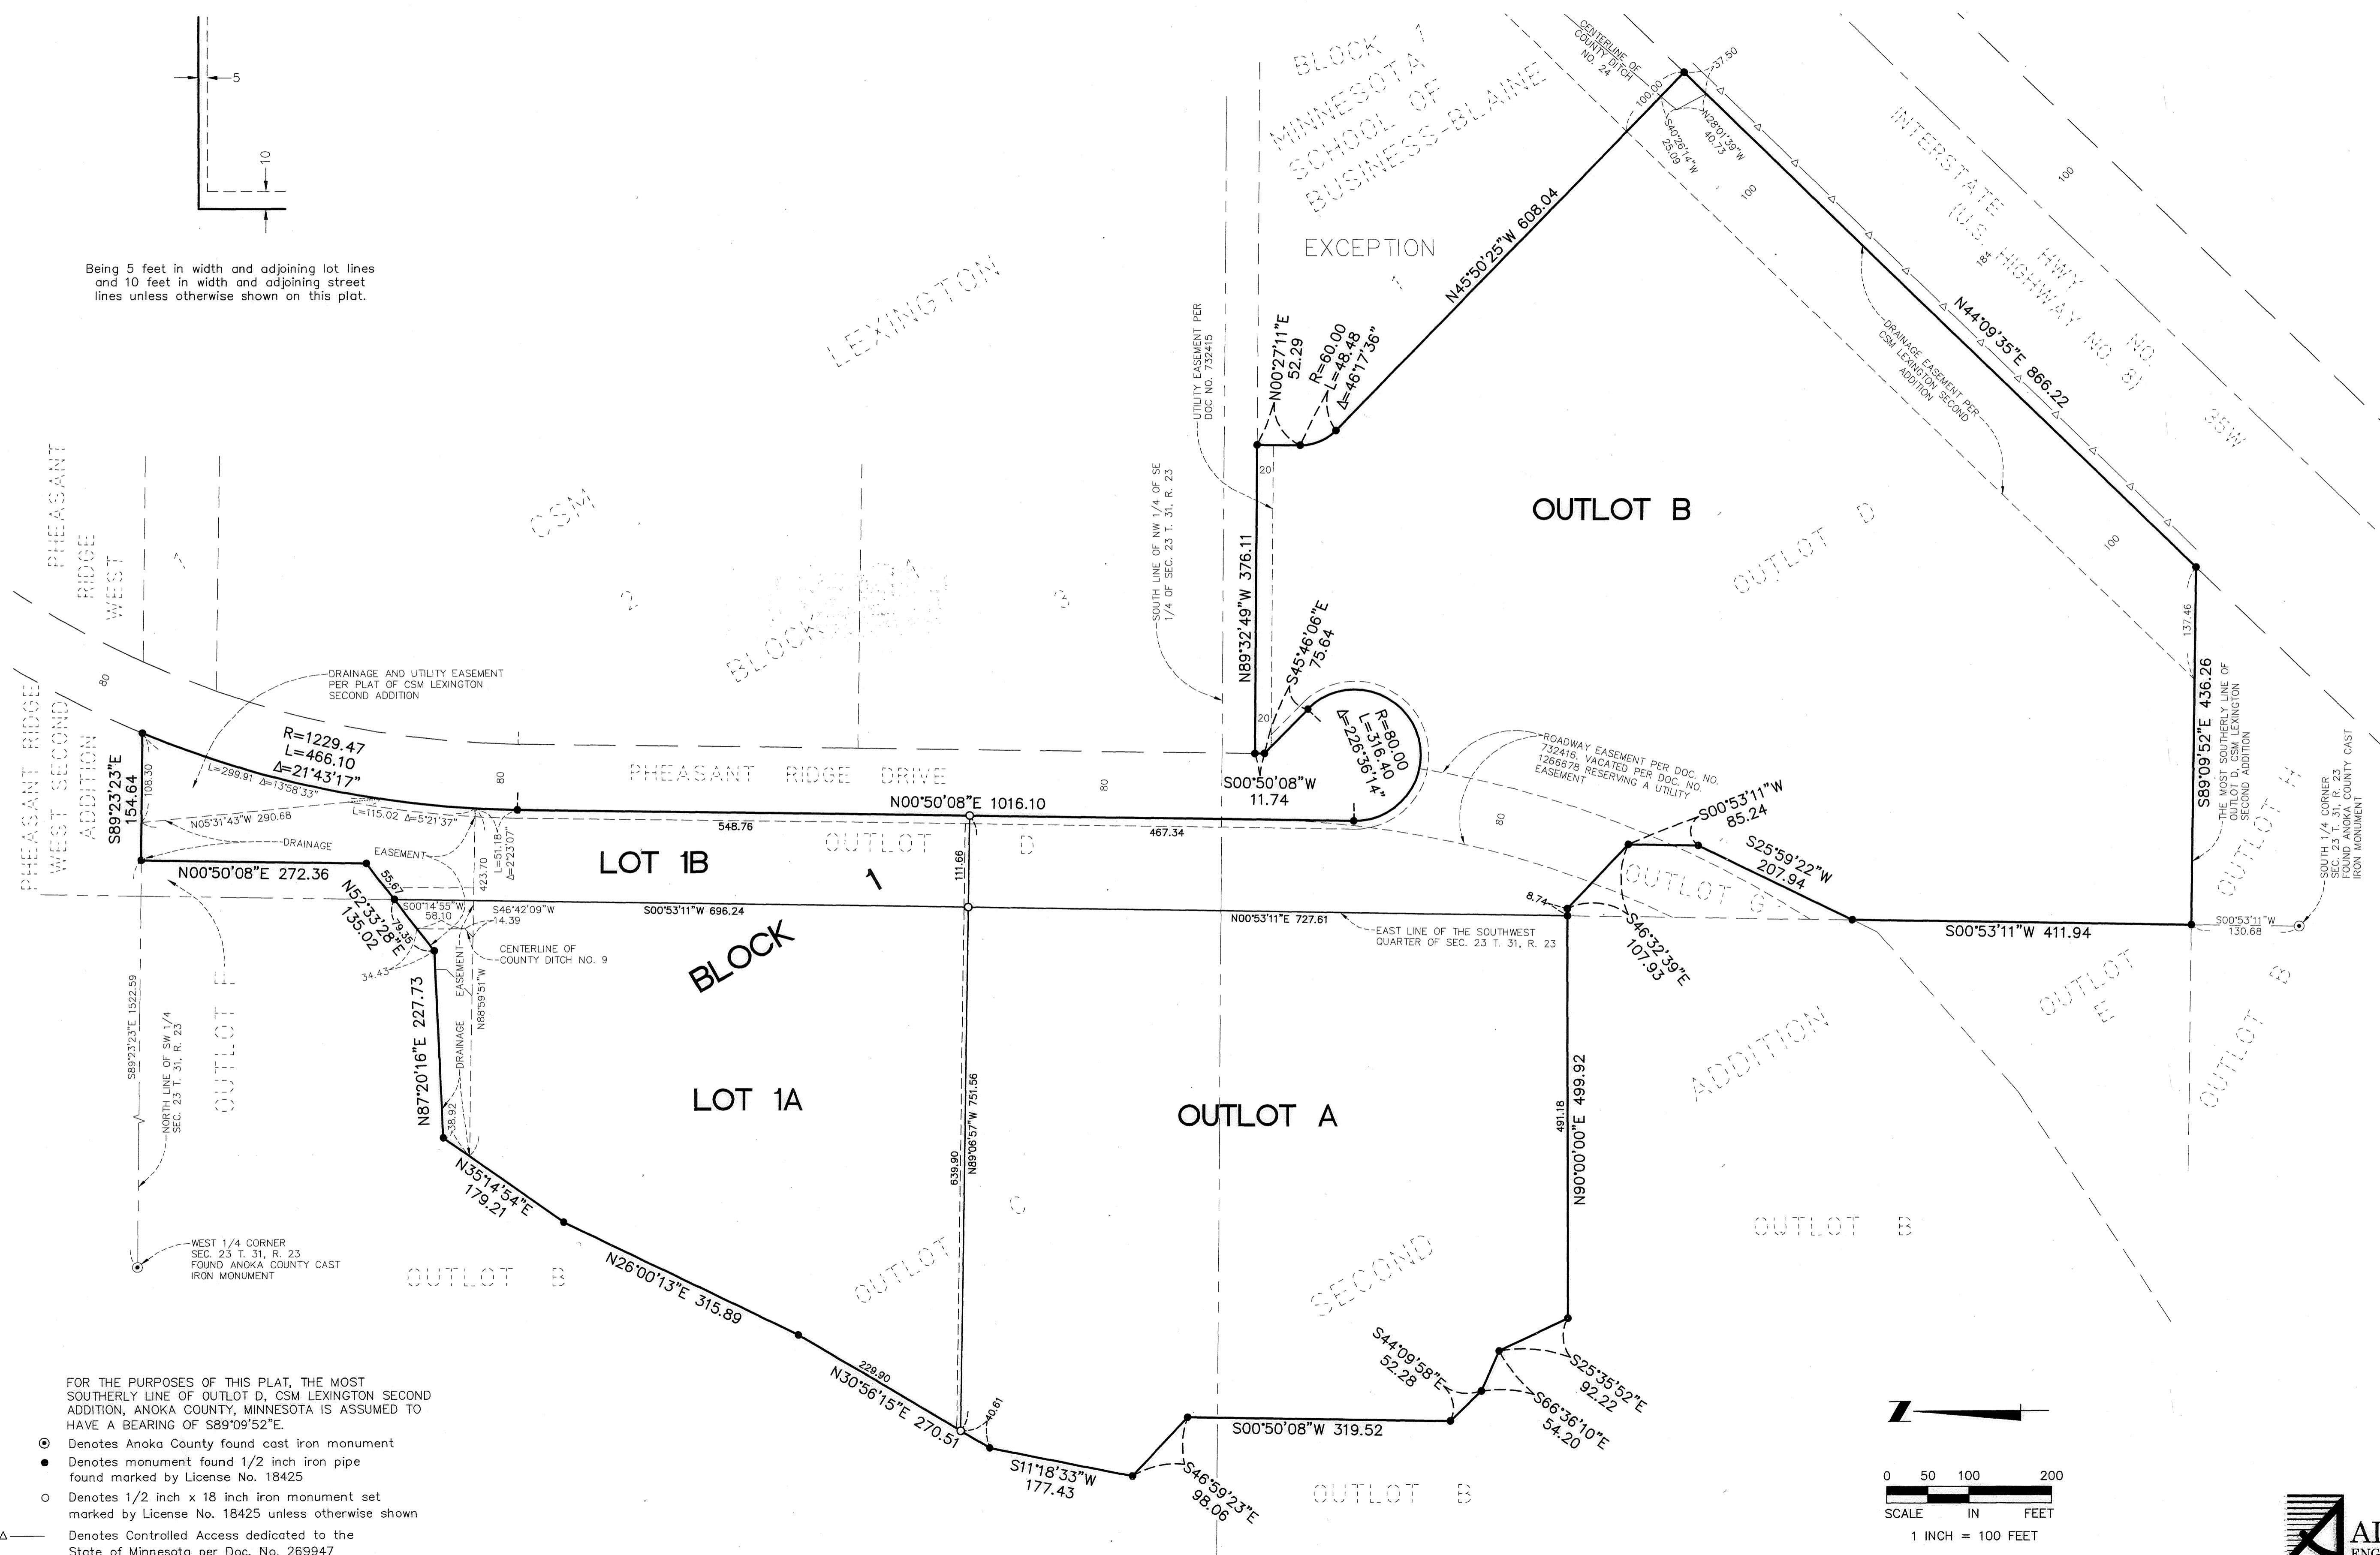 5
10
Being 5 feet in width and adjoining lot lines
and 10 feet in width and adjoining street
lines unless otherwise shown on this plat.
BLOCK 1
MINNESOTA
SCHOOL OF
BUSINESS-BLAINE
EXCEPTION
1
CENTERLINE OF
COUNTY DITCH
NO. 24
37.50
100.00
S40°26'14"W
25.09
N28°01'39"W
40.73
100
INTERSTATE HWY NO. 35W
(U.S. HIGHWAY NO. 8)
100
184
N45°50'25"W 608.04
N44°09'35"E 866.22
DRAINAGE EASEMENT PER
CSM LEXINGTON SECOND
ADDITION
100
LEXINGTON
CSM
UTILITY EASEMENT PER
DOC NO. 732415
N00°27'11"E
52.29
R=60.00
L=48.48
Δ=46°17'36"
20
OUTLOT B
OUTLOT D
SOUTH LINE OF NW 1/4 OF SE
1/4 OF SEC. 23 T. 31, R. 23
N89°32'49"W 376.11
20
S45°46'06"E
75.64
R=80.00
L=316.40
Δ=226°36'14"
S00°50'08"W
11.74
PHEASANT
RIDGE
WEST
1
2
BLOCK 1
3
80
PHEASANT RIDGE
WEST SECOND
ADDITION
DRAINAGE AND UTILITY EASEMENT
PER PLAT OF CSM LEXINGTON
SECOND ADDITION
R=1229.47
L=466.10
Δ=21°43'17"
L=299.91 Δ=13°58'33"
S89°23'23"E
154.64
108.30
N05°31'43"W 290.68
L=115.02 Δ=5°21'37"
80
PHEASANT RIDGE DRIVE
80
N00°50'08"E 1016.10
548.76
467.34
ROADWAY EASEMENT PER DOC. NO.
732416. VACATED PER DOC. NO.
1266678 RESERVING A UTILITY
EASEMENT
80
137.46
S89°09'52"E 436.26
THE MOST SOUTHERLY LINE OF
OUTLOT D, CSM LEXINGTON
SECOND ADDITION
OUTLOT H
SOUTH 1/4 CORNER
SEC. 23 T. 31, R. 23
FOUND ANOKA COUNTY CAST
IRON MONUMENT
DRAINAGE
EASEMENT
423.70
L=51.18
Δ=2°23'07"
LOT 1B
OUTLOT D
1
111.66
N00°50'08"E 272.36
55.67
N52°33'28"E
135.02
79.35
S00°14'55"W
58.10
S46°42'09"W
14.39
34.43
CENTERLINE OF
COUNTY DITCH NO. 9
S00°53'11"W 696.24
N00°53'11"E 727.61
8.74
EAST LINE OF THE SOUTHWEST
QUARTER OF SEC. 23 T. 31, R. 23
OUTLOT G
S00°53'11"W
85.24
S25°59'22"W
207.94
S46°32'39"E
107.93
S00°53'11"W 411.94
S00°53'11"W
130.68
BLOCK
OUTLOT F
S89°23'23"E 1522.59
NORTH LINE OF SW 1/4
SEC. 23 T. 31, R. 23
N87°20'16"E 227.73
DRAINAGE EASEMENT
N88°59'51"W
38.92
LOT 1A
OUTLOT A
639.90
N89°06'57"W 751.56
491.18
N90°00'00"E 499.92
ADDITION
OUTLOT E
OUTLOT B
N35°14'54"E
179.21
WEST 1/4 CORNER
SEC. 23 T. 31, R. 23
FOUND ANOKA COUNTY CAST
IRON MONUMENT
OUTLOT B
N26°00'13"E 315.89
OUTLOT C
SECOND
OUTLOT B
229.90
N30°56'15"E 270.51
40.61
S11°18'33"W
177.43
S46°59'23"E
98.06
S00°50'08"W 319.52
S44°09'58"E
52.28
S66°36'10"E
54.20
S25°35'52"E
92.22
OUTLOT B
FOR THE PURPOSES OF THIS PLAT, THE MOST
SOUTHERLY LINE OF OUTLOT D, CSM LEXINGTON SECOND
ADDITION, ANOKA COUNTY, MINNESOTA IS ASSUMED TO
HAVE A BEARING OF S89°09'52"E.
Denotes Anoka County found cast iron monument
Denotes monument found 1/2 inch iron pipe
found marked by License No. 18425
Denotes 1/2 inch x 18 inch iron monument set
marked by License No. 18425 unless otherwise shown
Denotes Controlled Access dedicated to the
State of Minnesota per Doc. No. 269947
Z
0 50 100 200
SCALE IN FEET
1 INCH = 100 FEET